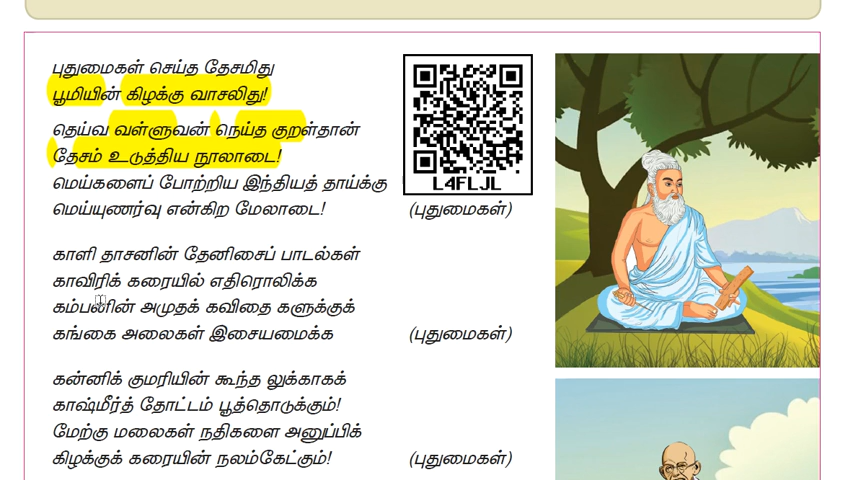 புதுமைகள் செய்த தேசமிது
பூமியின் கிழக்கு வாசலிது!
தெய்வ வள்ளுவன் நெய்த குறள்தான்
தேசம் உடுத்திய நூலாடை!
மெய்களைப் போற்றிய இந்தியத் தாய்க்கு
மெய்யுணர்வு என்கிற மேலாடை! (புதுமைகள்)
L4FLJL
காளி தாசனின் தேனிசைப் பாடல்கள்
காவிரிக் கரையில் எதிரொலிக்க
கம்பனின் அமுதக் கவிதை களுக்குக்
கங்கை அலைகள் இசையமைக்க (புதுமைகள்)
கன்னிக் குமரியின் கூந்த லுக்காகக்
காஷ்மீர்த் தோட்டம் பூத்தொடுக்கும்!
மேற்கு மலைகள் நதிகளை அனுப்பிக்
கிழக்குக் கரையின் நலம்கேட்கும்! (புதுமைகள்)